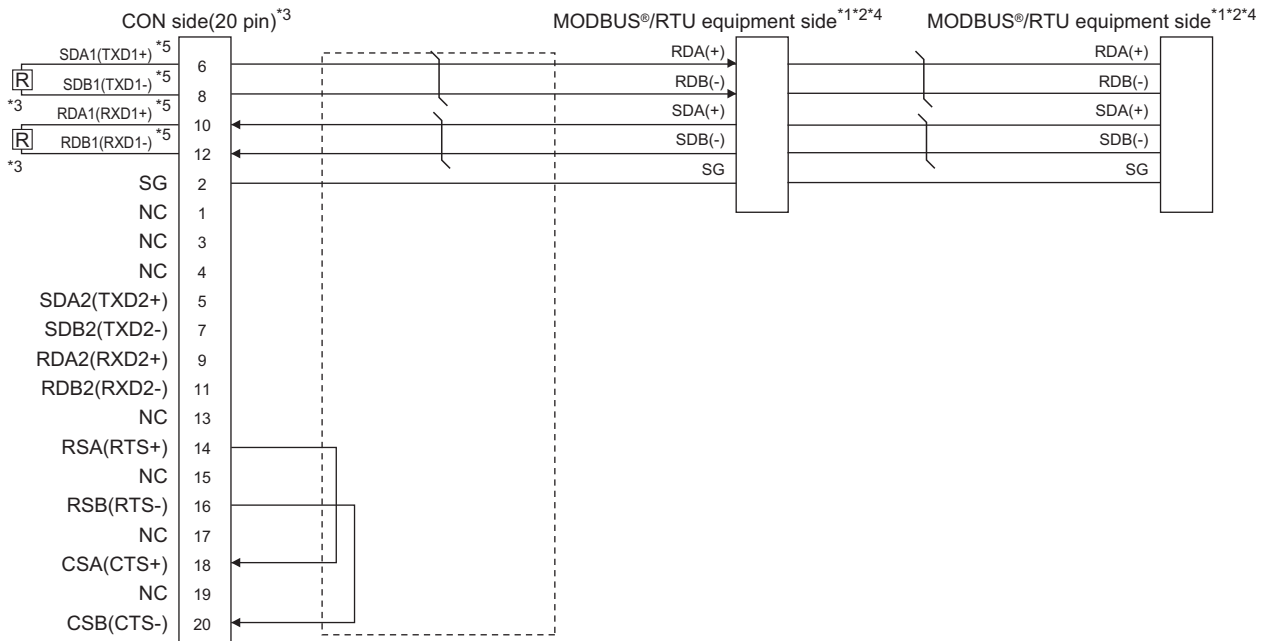 CON side(20 pin)*3 MODBUS®/RTU equipment side*1*2*4 MODBUS®/RTU equipment side*1*2*4
SDA1(TXD1+) *5 6 RDA(+) RDA(+)
R SDB1(TXD1-) *5 8 RDB(-) RDB(-)
*3 RDA1(RXD1+) *5 10 SDA(+) SDA(+)
R RDB1(RXD1-) *5 12 SDB(-) SDB(-)
*3
SG 2 SG SG
NC 1
NC 3
NC 4
SDA2(TXD2+) 5
SDB2(TXD2-) 7
RDA2(RXD2+) 9
RDB2(RXD2-) 11
NC 13
RSA(RTS+) 14
NC 15
RSB(RTS-) 16
NC 17
CSA(CTS+) 18
NC 19
CSB(CTS-) 20